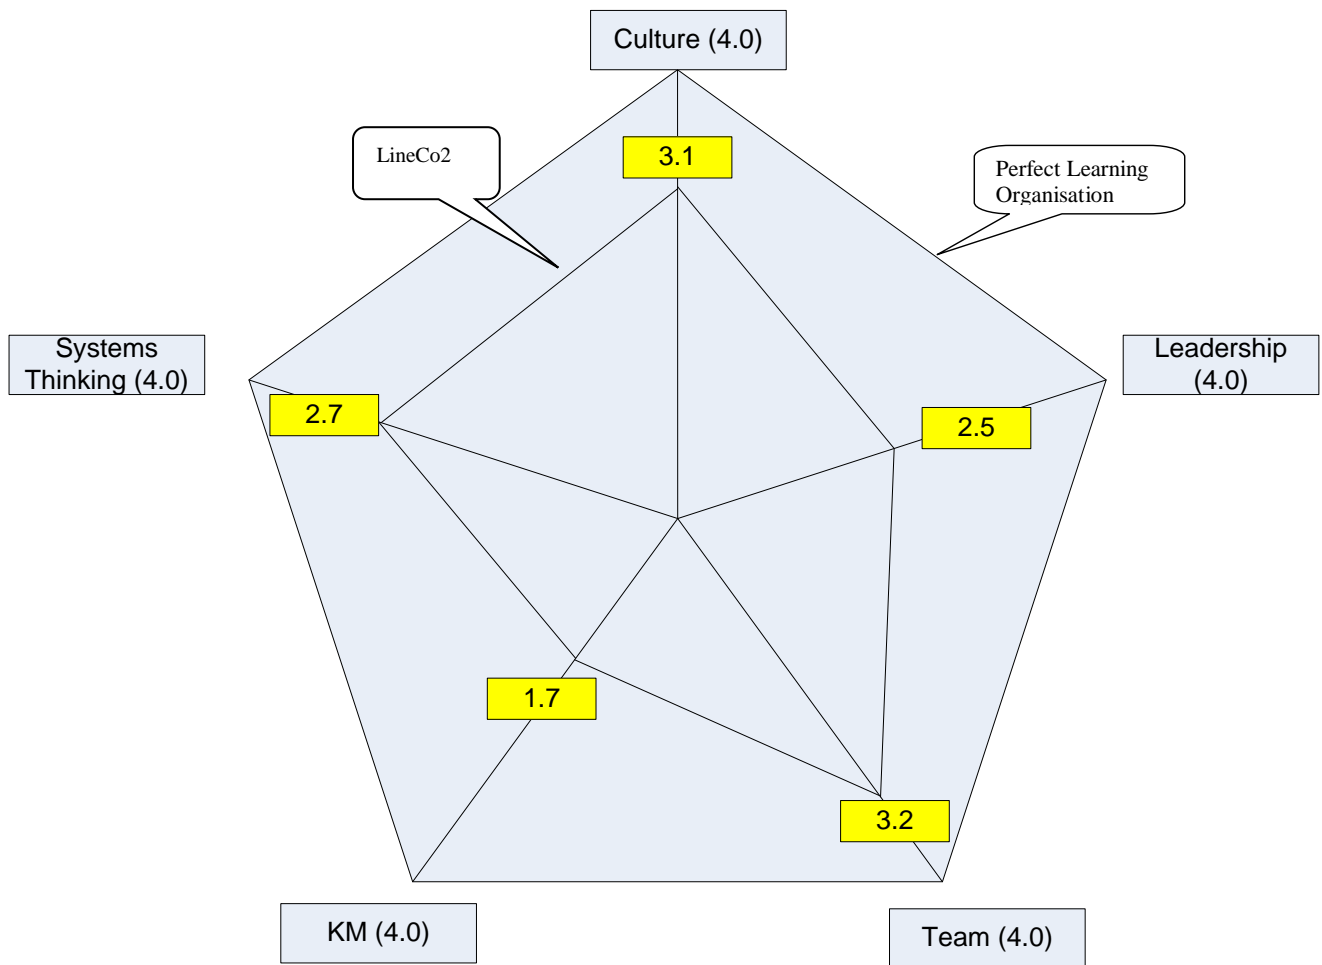 Culture (4.0)
LineCo2
3.1
Perfect Learning
Organisation
Systems
Thinking (4.0)
Leadership
(4.0)
2.7
2.5
1.7
3.2
KM (4.0)
Team (4.0)